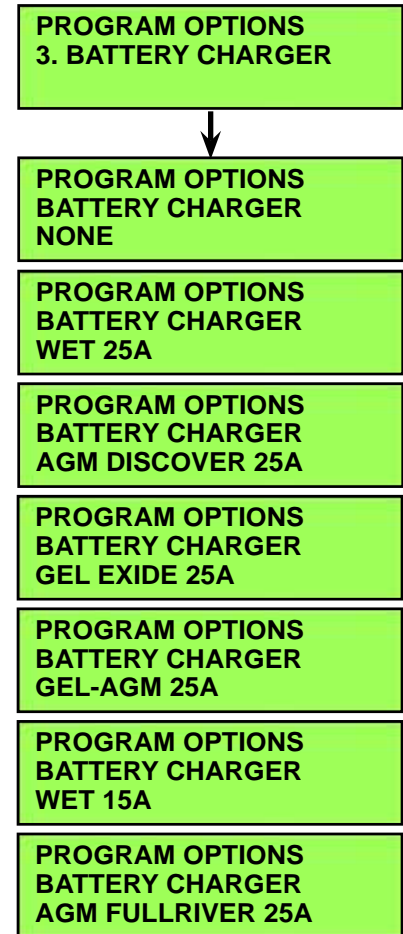 PROGRAM OPTIONS
3. BATTERY CHARGER
PROGRAM OPTIONS
BATTERY CHARGER
NONE
PROGRAM OPTIONS
BATTERY CHARGER
WET 25A
PROGRAM OPTIONS
BATTERY CHARGER
AGM DISCOVER 25A
PROGRAM OPTIONS
BATTERY CHARGER
GEL EXIDE 25A
PROGRAM OPTIONS
BATTERY CHARGER
GEL-AGM 25A
PROGRAM OPTIONS
BATTERY CHARGER
WET 15A
PROGRAM OPTIONS
BATTERY CHARGER
AGM FULLRIVER 25A